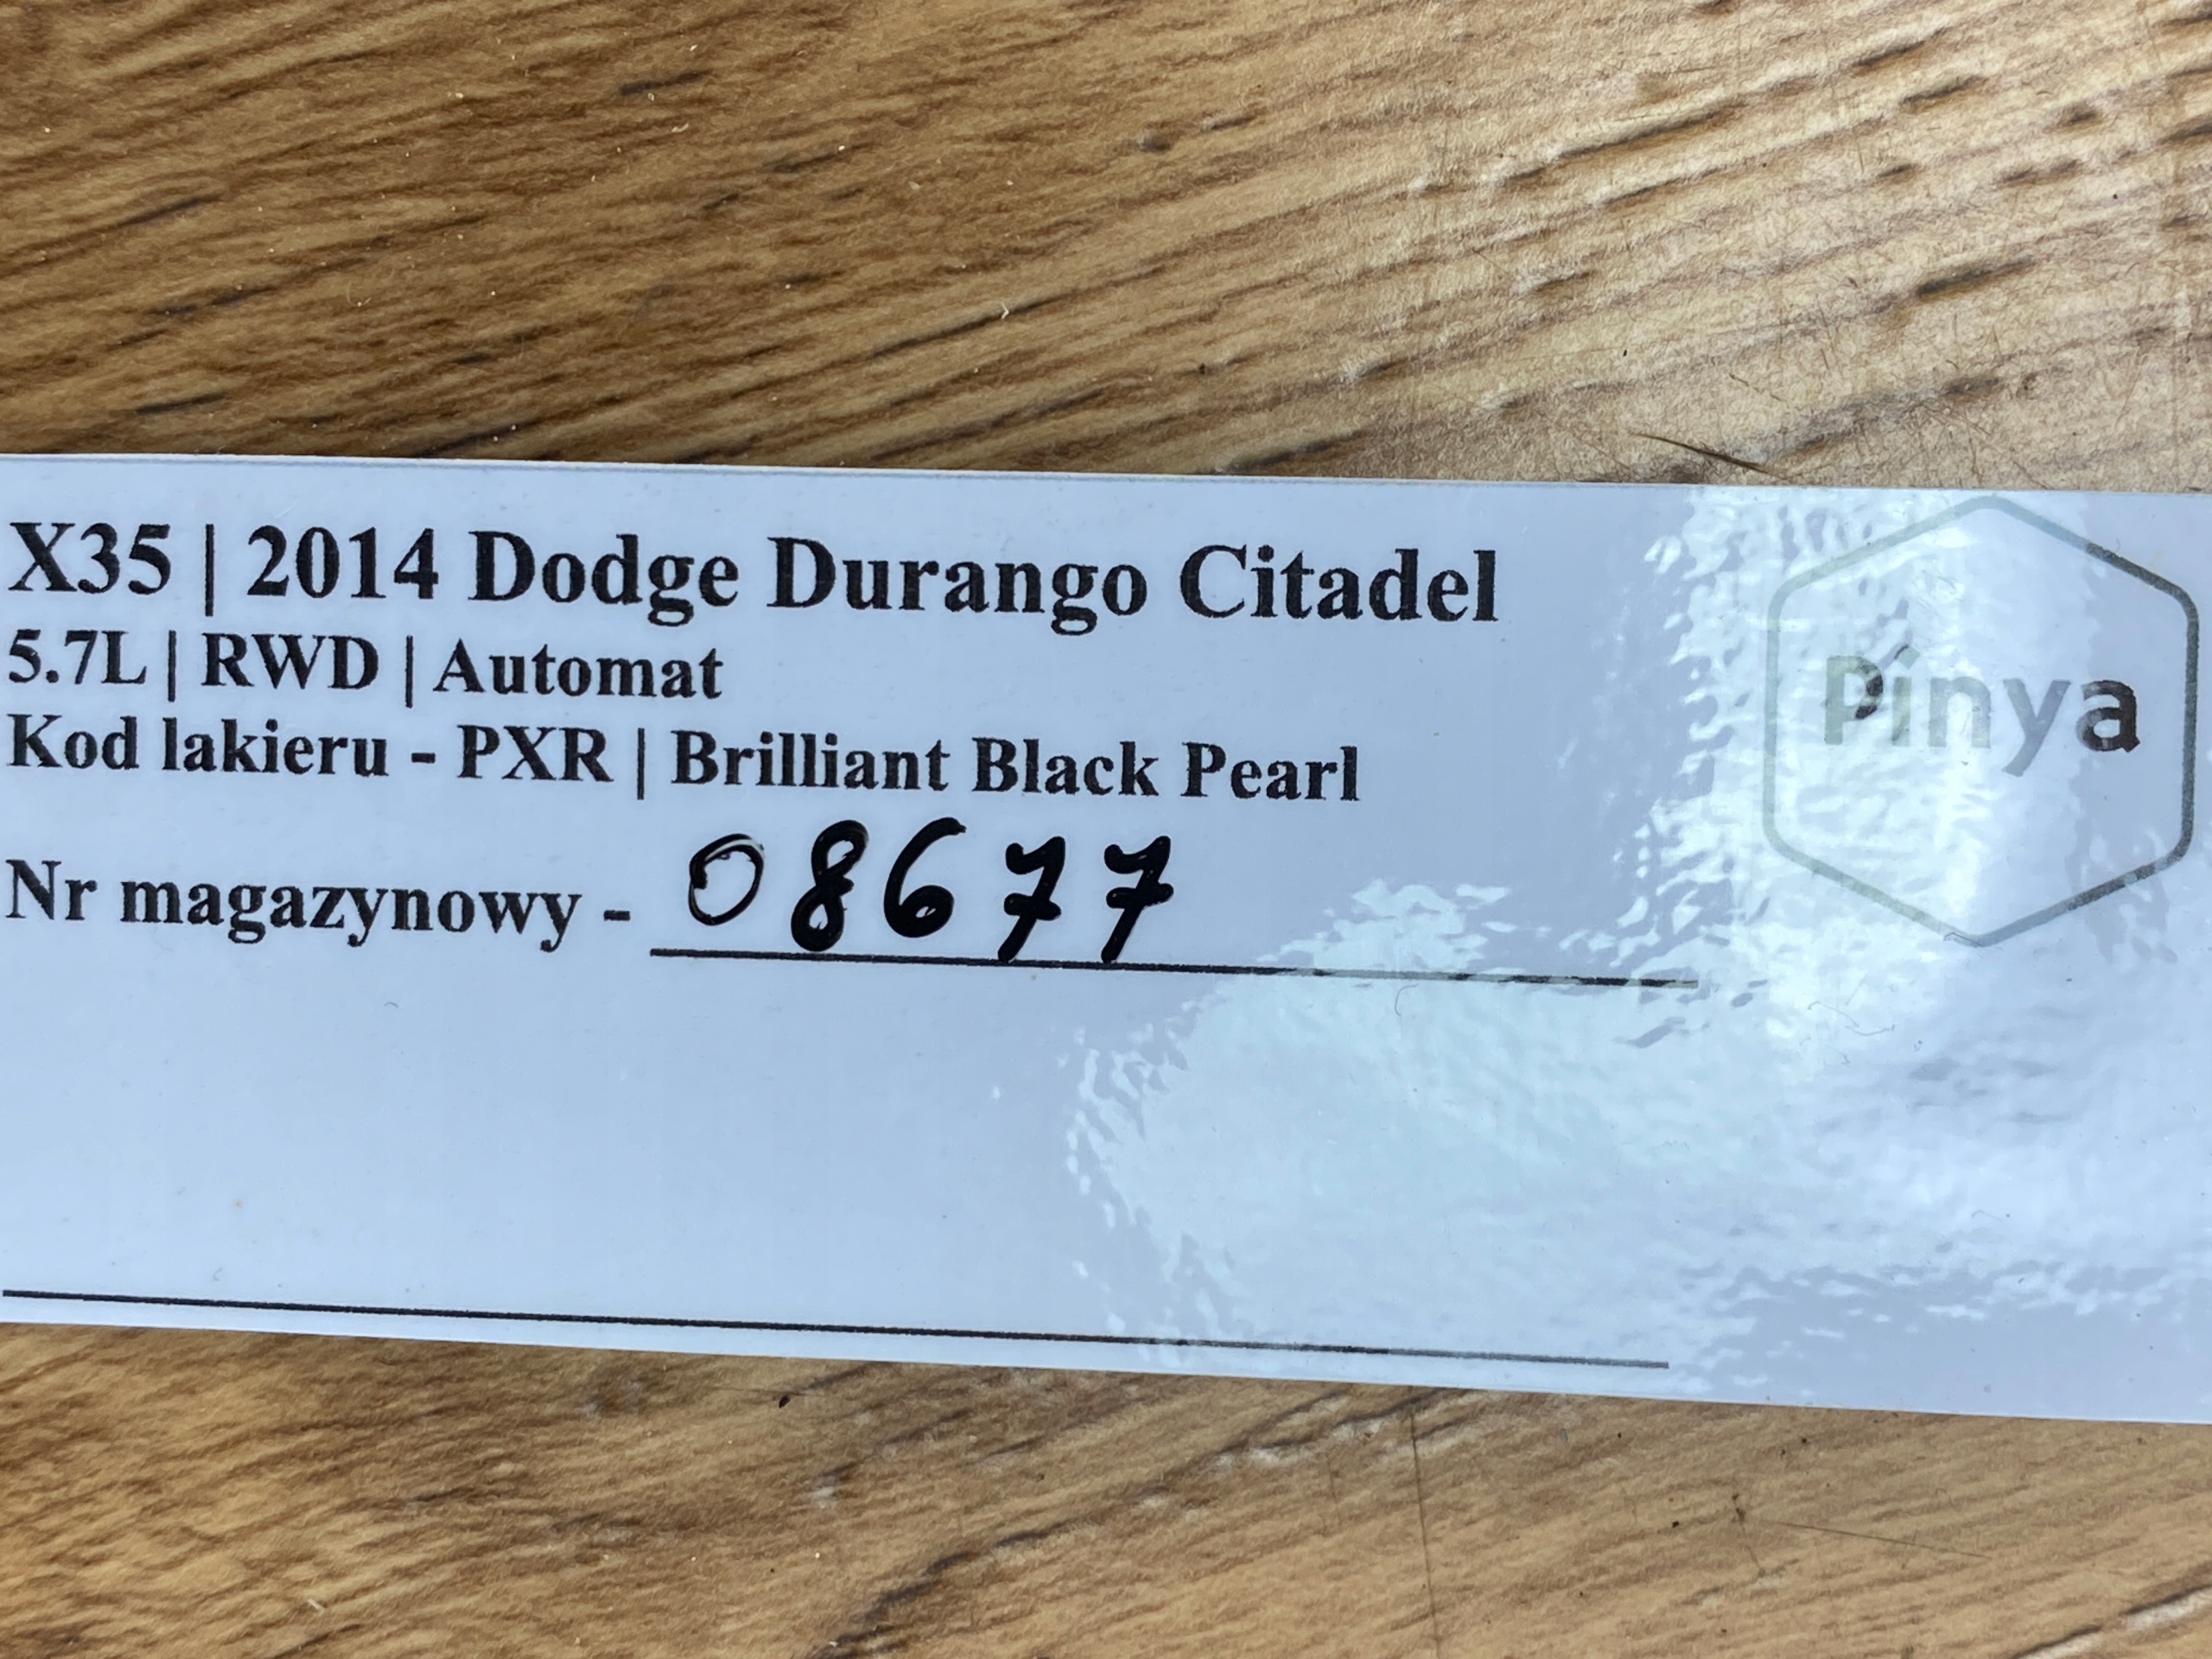 X35 | 2014 Dodge Durango Citadel
5.7L | RWD | Automat
Kod lakieru - PXR | Brilliant Black Pearl
Nr magazynowy - 08677
Pinya